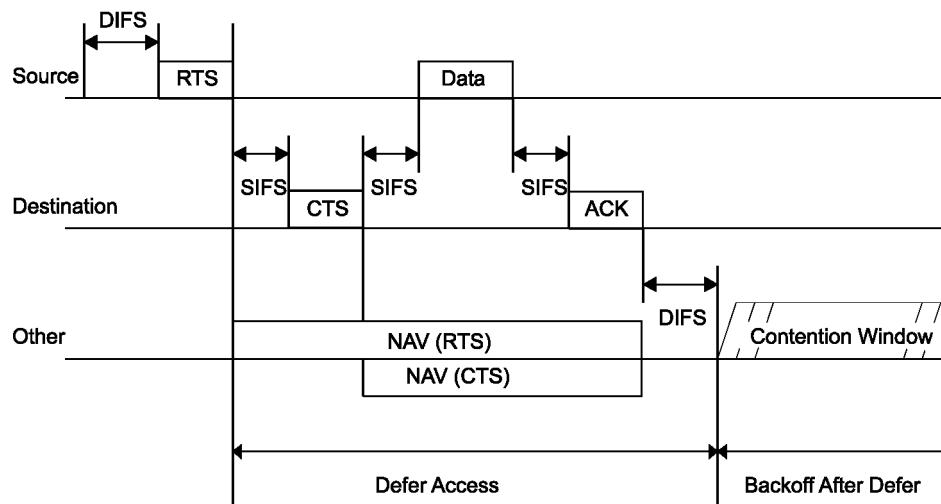 DIFS
Source
RTS
Data
SIFS
SIFS
SIFS
Destination
CTS
ACK
DIFS
Other
NAV (RTS)
Contention Window
NAV (CTS)
Defer Access
Backoff After Defer